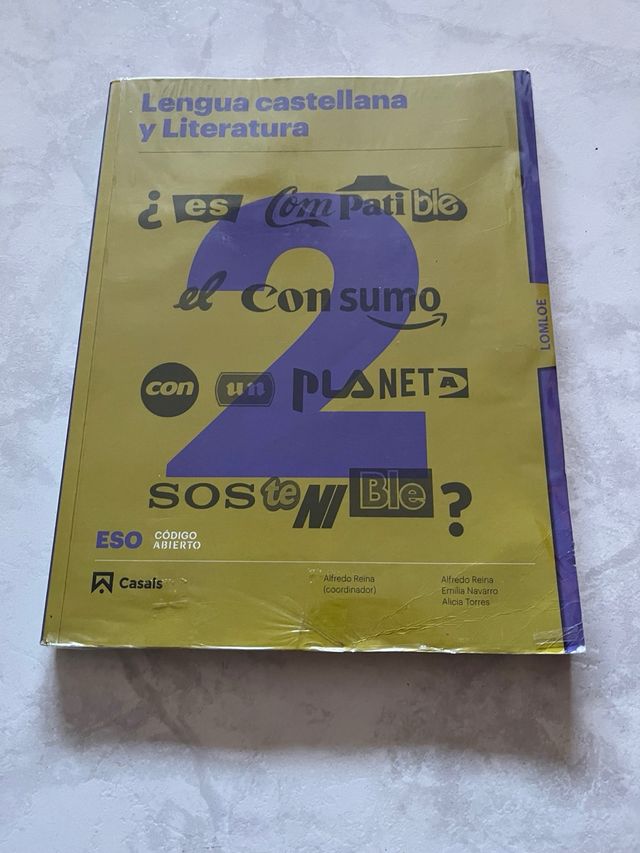 Lengua castellana
y Literatura
¿es Compatible
el consumo
con un PLANETA
SOSteNIBle?
2
LOMLOE
ESO CÓDIGO
ABIERTO
Casals
Alfredo Reina
(coordinador)
Alfredo Reina
Emilia Navarro
Alicia Torres